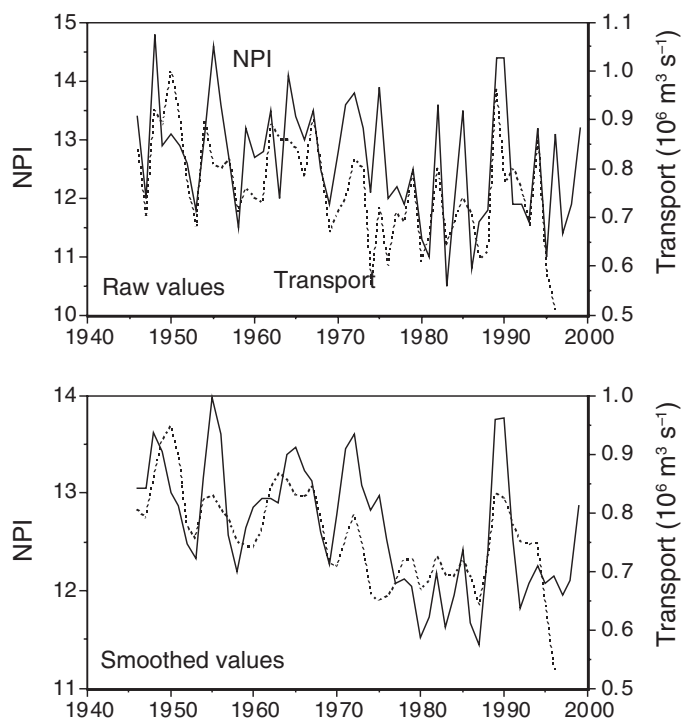 15
14
13
12
11
10
NPI
NPI
Transport
Raw values
1.1
1.0
0.9
0.8
0.7
0.6
0.5
Transport (10⁶ m³ s⁻¹)
1940 1950 1960 1970 1980 1990 2000
14
13
12
11
NPI
Smoothed values
1.0
0.9
0.8
0.7
0.6
0.5
Transport (10⁶ m³ s⁻¹)
1940 1950 1960 1970 1980 1990 2000